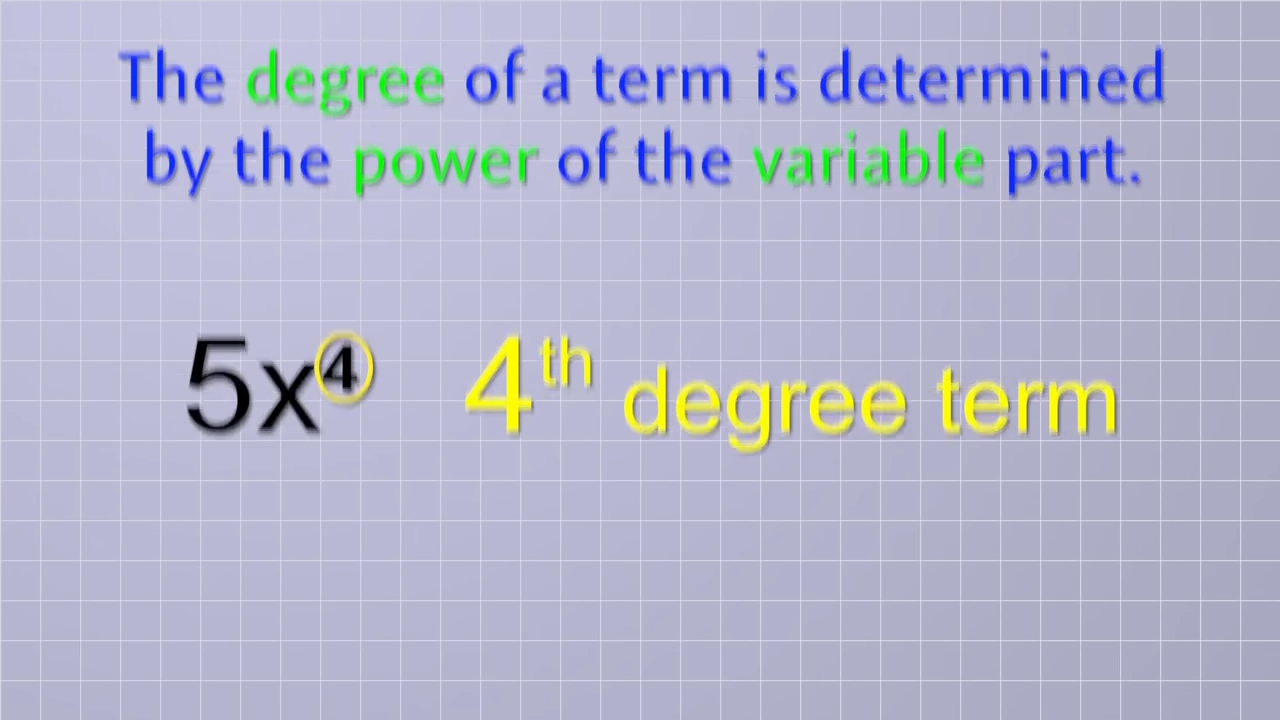 The degree of a term is determined
by the power of the variable part.
5x⁴ 4ᵗʰ degree term